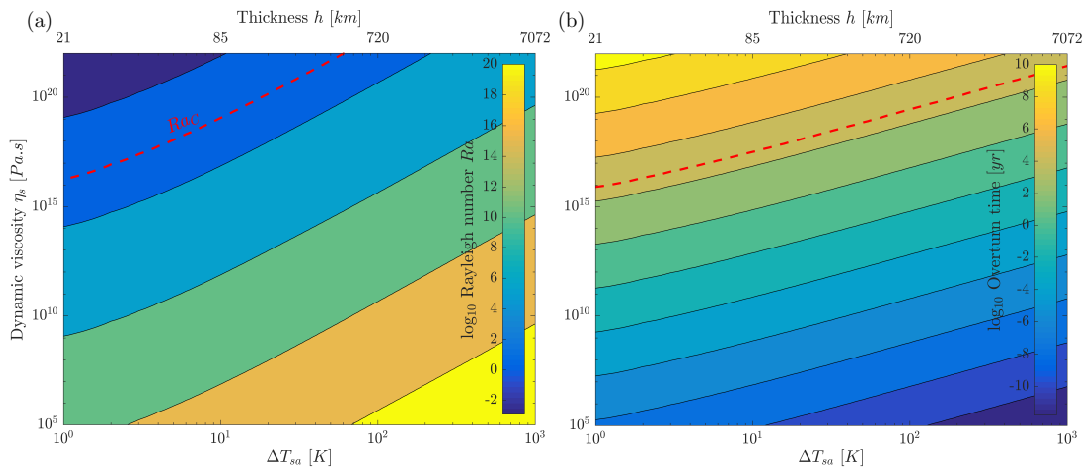 (a)
Thickness h [km]
21 85 720 7072
10^20
10^15
10^10
10^5
Dynamic viscosity η_s [Pa.s]
Rac
10^0 10^1 10^2 10^3
ΔT_sa [K]
log_10 Rayleigh number Ra
20
18
16
14
12
10
8
6
4
2
0
-2
(b)
Thickness h [km]
21 85 720 7072
10^20
10^15
10^10
10^5
10^0 10^1 10^2 10^3
ΔT_sa [K]
log_10 Overturn time [yr]
10
8
6
4
2
0
-2
-4
-6
-8
-10